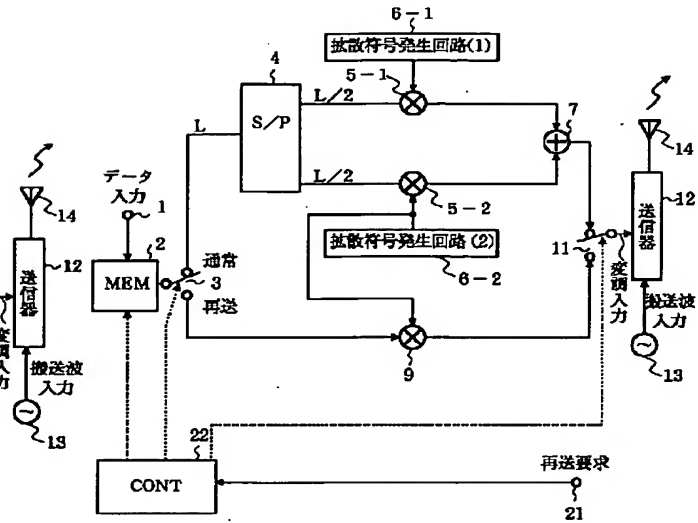 6-1
拡散符号発生回路(1)
4
5-1
S/P
L
L/2
L/2
7
14
12
送信器
データ
入力
1
2
MEM
通常
3
再送
5-2
拡散符号発生回路(2)
6-2
11
変調
入力
搬送波
入力
13
9
14
12
送信器
変調
入力
搬送波
入力
13
22
CONT
再送要求
21